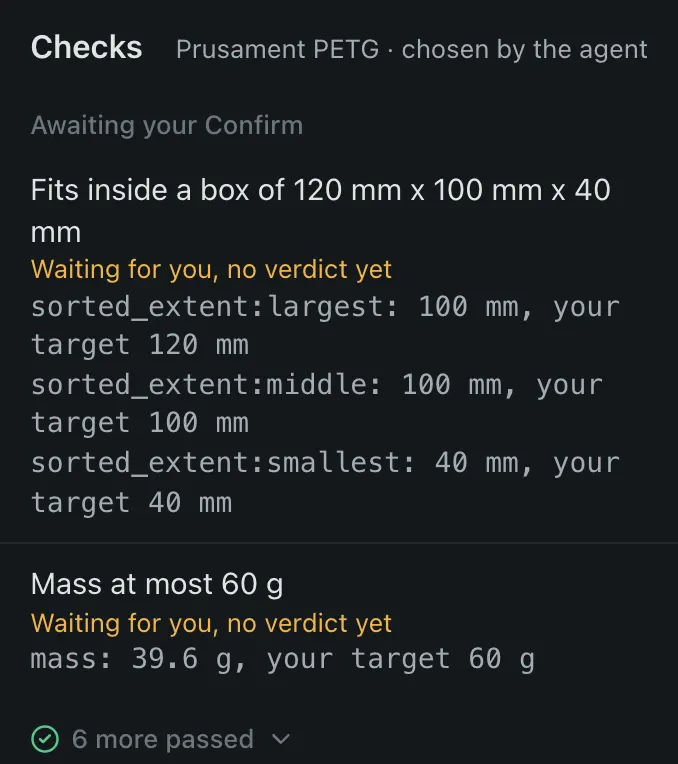 Checks Prusament PETG · chosen by the agent
Awaiting your Confirm
Fits inside a box of 120 mm x 100 mm x 40
mm
Waiting for you, no verdict yet
sorted_extent:largest: 100 mm, your
target 120 mm
sorted_extent:middle: 100 mm, your
target 100 mm
sorted_extent:smallest: 40 mm, your
target 40 mm
Mass at most 60 g
Waiting for you, no verdict yet
mass: 39.6 g, your target 60 g
6 more passed